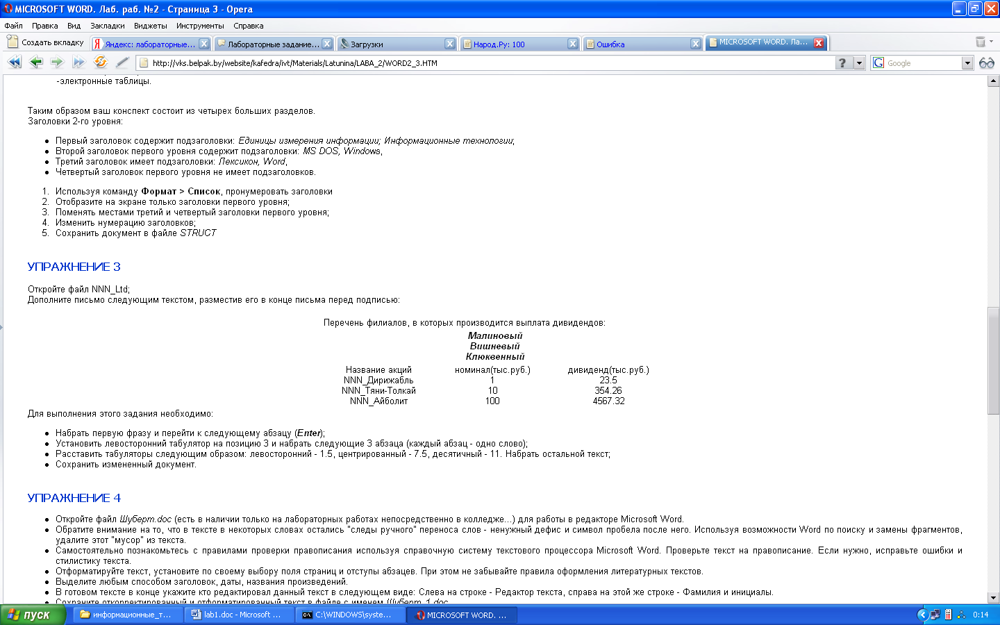 MICROSOFT WORD. Лаб. раб. №2 - Страница 3 - Opera
Файл Правка Вид Закладки Виджеты Инструменты Справка
Создать вкладку Яндекс: лабораторные... Лабораторные задание... Загрузки Народ.Ру: 100 Ошибка MICROSOFT WORD. Ла...
http://vks.belpak.by/website/kafedra/ivt/Materials/Latunina/LABA_2/WORD2_3.HTM ? Google
-электронные таблицы.
Таким образом ваш конспект состоит из четырех больших разделов.
Заголовки 2-го уровня:
Первый заголовок содержит подзаголовки: Единицы измерения информации; Информационные технологии;
Второй заголовок первого уровня содержит подзаголовки: MS DOS, Windows,
Третий заголовок имеет подзаголовки: Лексикон, Word,
Четвертый заголовок первого уровня не имеет подзаголовков.
1. Используя команду Формат > Список, пронумеровать заголовки
2. Отобразите на экране только заголовки первого уровня;
3. Поменять местами третий и четвертый заголовки первого уровня;
4. Изменить нумерацию заголовков;
5. Сохранить документ в файле STRUCT
УПРАЖНЕНИЕ 3
Откройте файл NNN_Ltd;
Дополните письмо следующим текстом, разместив его в конце письма перед подписью:
Перечень филиалов, в которых производится выплата дивидендов:
Малиновый
Вишневый
Клюквенный
Название акций номинал(тыс.руб.) дивиденд(тыс.руб.)
NNN_Дирижабль 1 23.5
NNN_Тяни-Толкай 10 354.26
NNN_Айболит 100 4567.32
Для выполнения этого задания необходимо:
Набрать первую фразу и перейти к следующему абзацу (Enter);
Установить левосторонний табулятор на позицию 3 и набрать следующие 3 абзаца (каждый абзац - одно слово);
Расставить табуляторы следующим образом: левосторонний - 1.5, центрированный - 7.5, десятичный - 11. Набрать остальной текст;
Сохранить измененный документ.
УПРАЖНЕНИЕ 4
Откройте файл Шуберт.doc (есть в наличии только на лабораторных работах непосредственно в колледже...) для работы в редакторе Microsoft Word.
Обратите внимание на то, что в тексте в некоторых словах остались "следы ручного" переноса слов - ненужный дефис и символ пробела после него. Используя возможности Word по поиску и замены фрагментов,
удалите этот "мусор" из текста.
Самостоятельно познакомьтесь с правилами проверки правописания используя справочную систему текстового процессора Microsoft Word. Проверьте текст на правописание. Если нужно, исправьте ошибки и
стилистику текста.
Отформатируйте текст, установите по своему выбору поля страниц и отступы абзацев. При этом не забывайте правила оформления литературных текстов.
Выделите любым способом заголовок, даты, названия произведений.
В готовом тексте в конце укажите кто редактировал данный текст в следующем виде: Слева на строке - Редактор текста, справа на этой же строке - Фамилия и инициалы.
Сохраните откорректированный и отформатированный текст в файле с именем Шуберт_1.doc
пуск информационные_т... lab1.doc - Microsoft ... C:\WINDOWS\syste... MICROSOFT WORD. ... 0:14